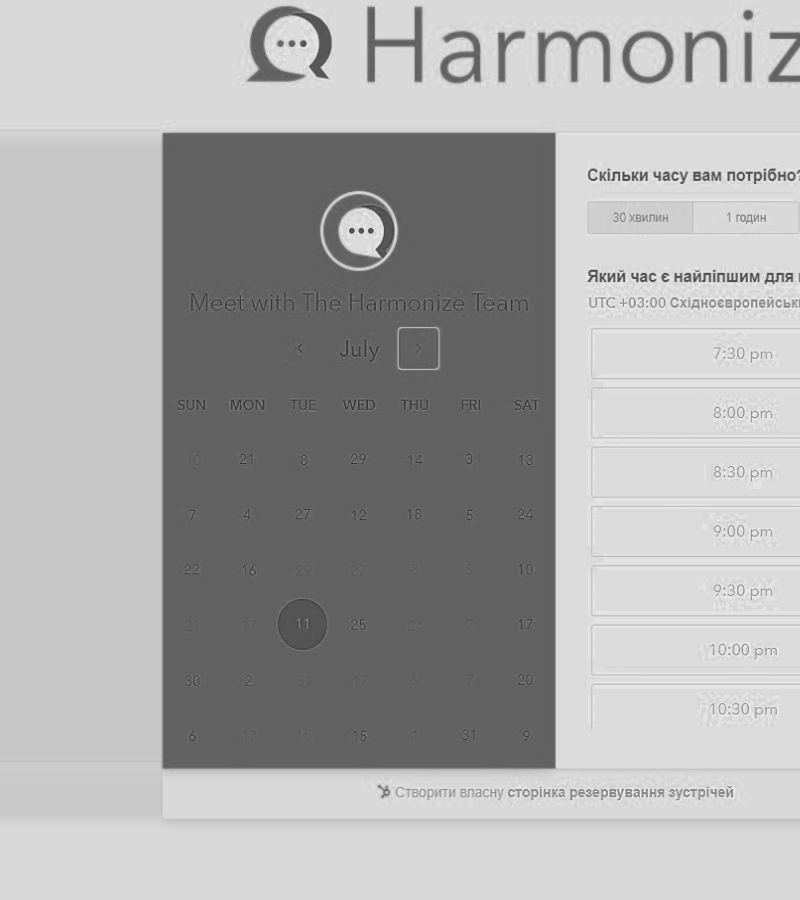 Harmoniz
Meet with The Harmonize Team
July
SUN MON TUE WED THU FRI SAT
10 21 8 29 14 3 13
7 4 27 12 18 5 24
22 16 29 27 8 5 10
21 17 11 25 24 7 17
30 2 31 17 6 7 20
6 17 15 15 1 31 9
Скільки часу вам потрібно?
30 хвилин 1 годин
Який час є найліпшим для
UTC +03:00 Східноєвропейськ
7:30 pm
8:00 pm
8:30 pm
9:00 pm
9:30 pm
10:00 pm
10:30 pm
Створити власну сторінка резервування зустрічей